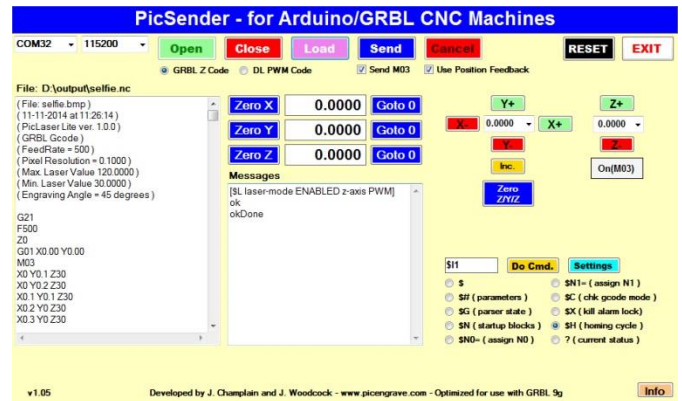 PicSender - for Arduino/GRBL CNC Machines
COM32 115200 Open Close Load Send Cancel RESET EXIT
GRBL Z Code DL PWM Code Send M03 Use Position Feedback
File: D:\output\selfie.nc
( File: selfie.bmp )
( 11-11-2014 at 11:26:14 )
( PicLaser Lite ver. 1.0.0 )
( GRBL Gcode )
( FeedRate = 500 )
( Pixel Resolution = 0.1000 )
( Max. Laser Value 120.0000 )
( Min. Laser Value 30.0000 )
( Engraving Angle = 45 degrees )
G21
F500
Z0
G01 X0.00 Y0.00
M03
X0 Y0.1 Z30
X0 Y0.2 Z30
X0.1 Y0.1 Z30
X0.2 Y0 Z30
X0.3 Y0 Z30
Zero X 0.0000 Goto 0
Zero Y 0.0000 Goto 0
Zero Z 0.0000 Goto 0
Messages
[$L laser-mode ENABLED z-axis PWM]
ok
okDone
Y+ Z+
X- 0.0000 X+ 0.0000
Y- Z-
Inc. On(M03)
Zero
Z/Y/Z
$I1 Do Cmd. Settings
$ $N1= ( assign N1 )
$# ( parameters ) $C ( chk gcode mode )
$G ( parser state ) $X ( kill alarm lock)
$N ( startup blocks ) $H ( homing cycle )
$N0= ( assign N0 ) ? ( current status )
v1.05 Developed by J. Champlain and J. Woodcock - www.picengrave.com - Optimized for use with GRBL 9g Info